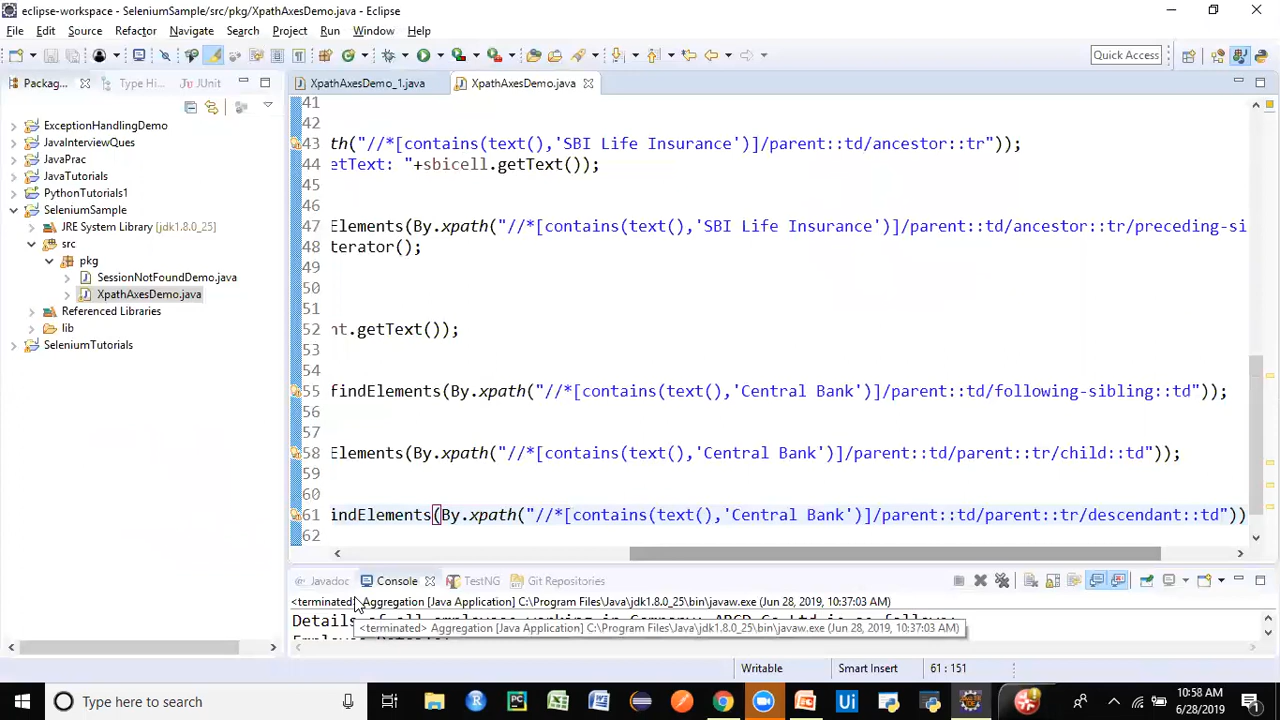 eclipse-workspace - SeleniumSample/src/pkg/XpathAxesDemo.java - Eclipse
File Edit Source Refactor Navigate Search Project Run Window Help
Quick Access
Packag... Type Hi... JUnit
XpathAxesDemo_1.java XpathAxesDemo.java
ExceptionHandlingDemo
JavaInterviewQues
JavaPrac
JavaTutorials
PythonTutorials1
SeleniumSample
JRE System Library [jdk1.8.0_25]
src
pkg
SessionNotFoundDemo.java
XpathAxesDemo.java
Referenced Libraries
lib
SeleniumTutorials
41
42
43 th("//*[contains(text(),'SBI Life Insurance')]/parent::td/ancestor::tr"));
44 etText: "+sbicell.getText());
45
46
47 Elements(By.xpath("//*[contains(text(),'SBI Life Insurance')]/parent::td/ancestor::tr/preceding-si
48 terator();
49
50
51
52 nt.getText());
53
54
55 findElements(By.xpath("//*[contains(text(),'Central Bank')]/parent::td/following-sibling::td"));
56
57
58 Elements(By.xpath("//*[contains(text(),'Central Bank')]/parent::td/parent::tr/child::td"));
59
60
61 indElements(By.xpath("//*[contains(text(),'Central Bank')]/parent::td/parent::tr/descendant::td"))
62
Javadoc Console TestNG Git Repositories
<terminated> Aggregation [Java Application] C:\Program Files\Java\jdk1.8.0_25\bin\javaw.exe (Jun 28, 2019, 10:37:03 AM)
Details of all employees working in Company
<terminated> Aggregation [Java Application] C:\Program Files\Java\jdk1.8.0_25\bin\javaw.exe (Jun 28, 2019, 10:37:03 AM)
Writable Smart Insert 61 : 151
Type here to search
10:58 AM
6/28/2019